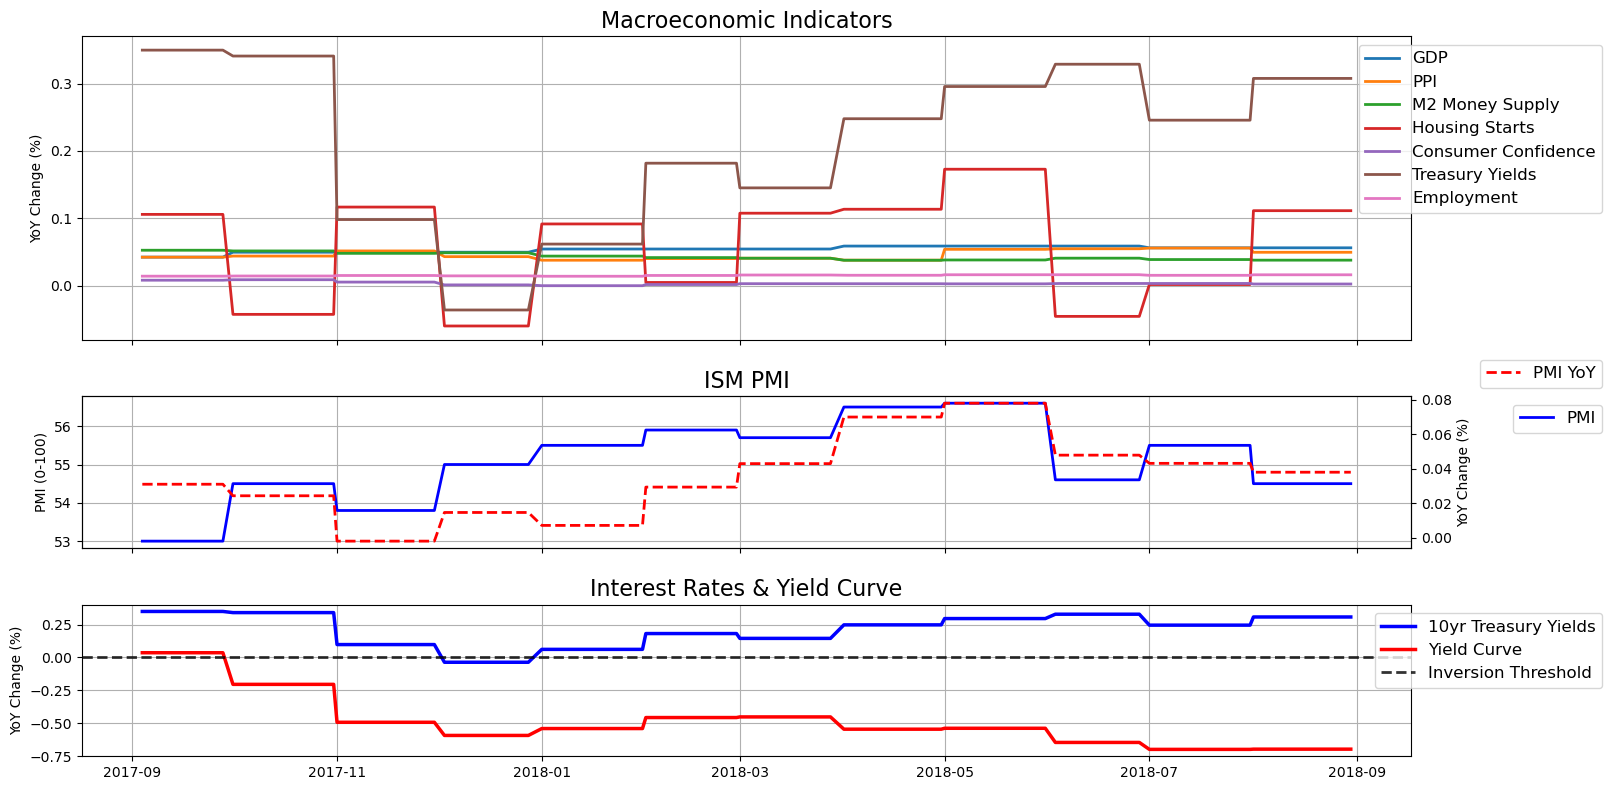 Macroeconomic Indicators
YoY Change (%)
0.3
0.2
0.1
0.0
GDP
PPI
M2 Money Supply
Housing Starts
Consumer Confidence
Treasury Yields
Employment
ISM PMI
PMI (0-100)
56
55
54
53
0.08
0.06
0.04
0.02
0.00
YoY Change (%)
PMI YoY
PMI
Interest Rates & Yield Curve
YoY Change (%)
0.25
0.00
−0.25
−0.50
−0.75
10yr Treasury Yields
Yield Curve
Inversion Threshold
2017-09
2017-11
2018-01
2018-03
2018-05
2018-07
2018-09